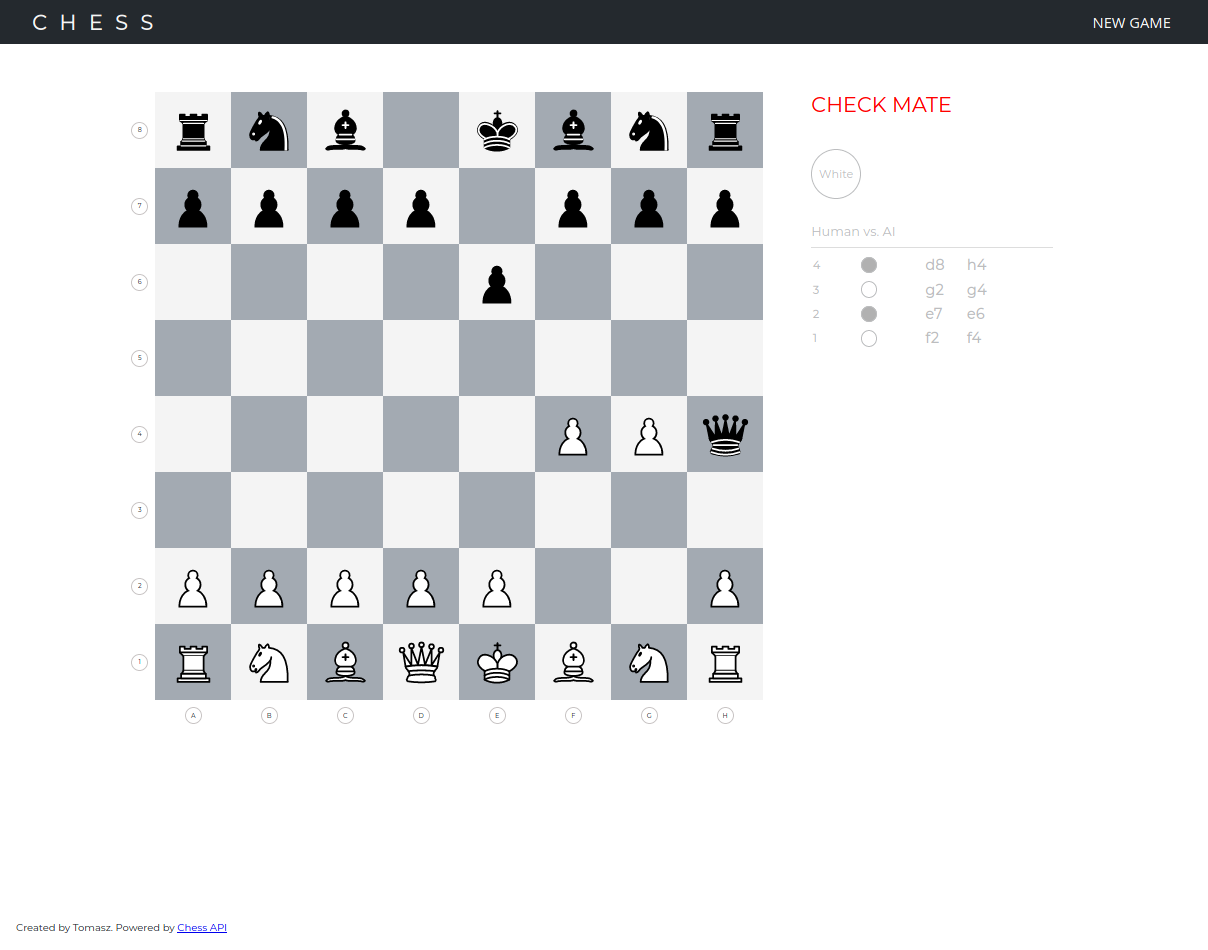 CHESS
NEW GAME
CHECK MATE
8
White
7
Human vs. AI
4 d8 h4
3 g2 g4
2 e7 e6
1 f2 f4
6
5
4
3
2
1
A B C D E F G H
Created by Tomasz. Powered by Chess API